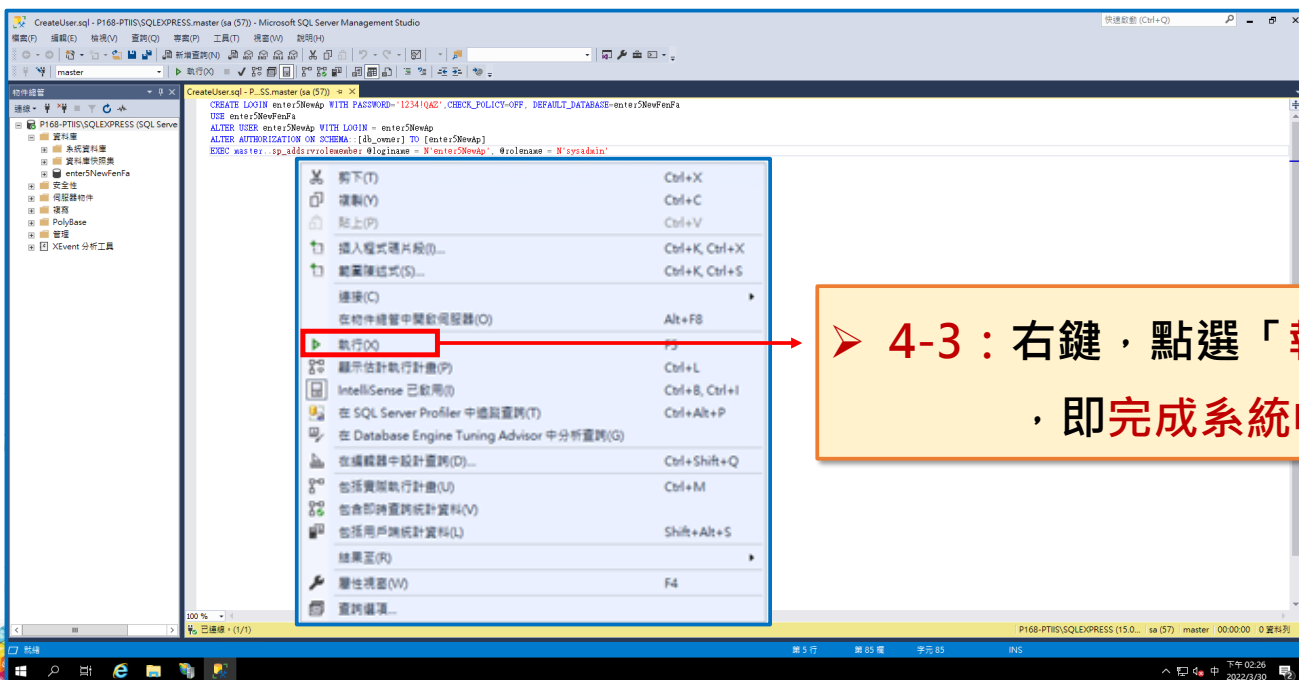 CreateUser.sql - P168-PTIIS\SQLEXPRESS.master (sa (57)) - Microsoft SQL Server Management Studio
快速啟動 (Ctrl+Q)
檔案(F) 編輯(E) 檢視(V) 查詢(Q) 專案(P) 工具(T) 視窗(W) 說明(H)
新增查詢(N)
master
執行(X)
物件總管
CreateUser.sql - P...SS.master (sa (57))
連線
P168-PTIIS\SQLEXPRESS (SQL Serve
資料庫
系統資料庫
資料庫快照集
enter5NewFenFa
安全性
伺服器物件
複寫
PolyBase
管理
XEvent 分析工具
CREATE LOGIN enter5NewAp WITH PASSWORD='1234!QAZ',CHECK_POLICY=OFF, DEFAULT_DATABASE=enter5NewFenFa
USE enter5NewFenFa
ALTER USER enter5NewAp WITH LOGIN = enter5NewAp
ALTER AUTHORIZATION ON SCHEMA::[db_owner] TO [enter5NewAp]
EXEC master..sp_addsrvrolemember @loginame = N'enter5NewAp', @rolename = N'sysadmin'
剪下(T) Ctrl+X
複製(Y) Ctrl+C
貼上(P) Ctrl+V
插入程式碼片段(I)... Ctrl+K, Ctrl+X
範圍陳述式(S)... Ctrl+K, Ctrl+S
連接(C)
在物件總管中開啟伺服器(O) Alt+F8
執行(X) F5
顯示估計執行計畫(P) Ctrl+L
IntelliSense 已啟用(I) Ctrl+B, Ctrl+I
在 SQL Server Profiler 中追蹤查詢(T) Ctrl+Alt+P
在 Database Engine Tuning Advisor 中分析查詢(G)
在編輯器中設計查詢(D)... Ctrl+Shift+Q
包括實際執行計畫(U) Ctrl+M
包含即時查詢統計資料(V)
包括用戶端統計資料(L) Shift+Alt+S
結果至(R)
屬性視窗(W) F4
查詢選項...
➢ 4-3：右鍵，點選「
，即完成系統
100 %
已連線。(1/1)
P168-PTIIS\SQLEXPRESS (15.0... sa (57) master 00:00:00 0 資料列
就緒
第 5 行 第 85 欄 字元 85 INS
中 下午 02:26
2022/3/30